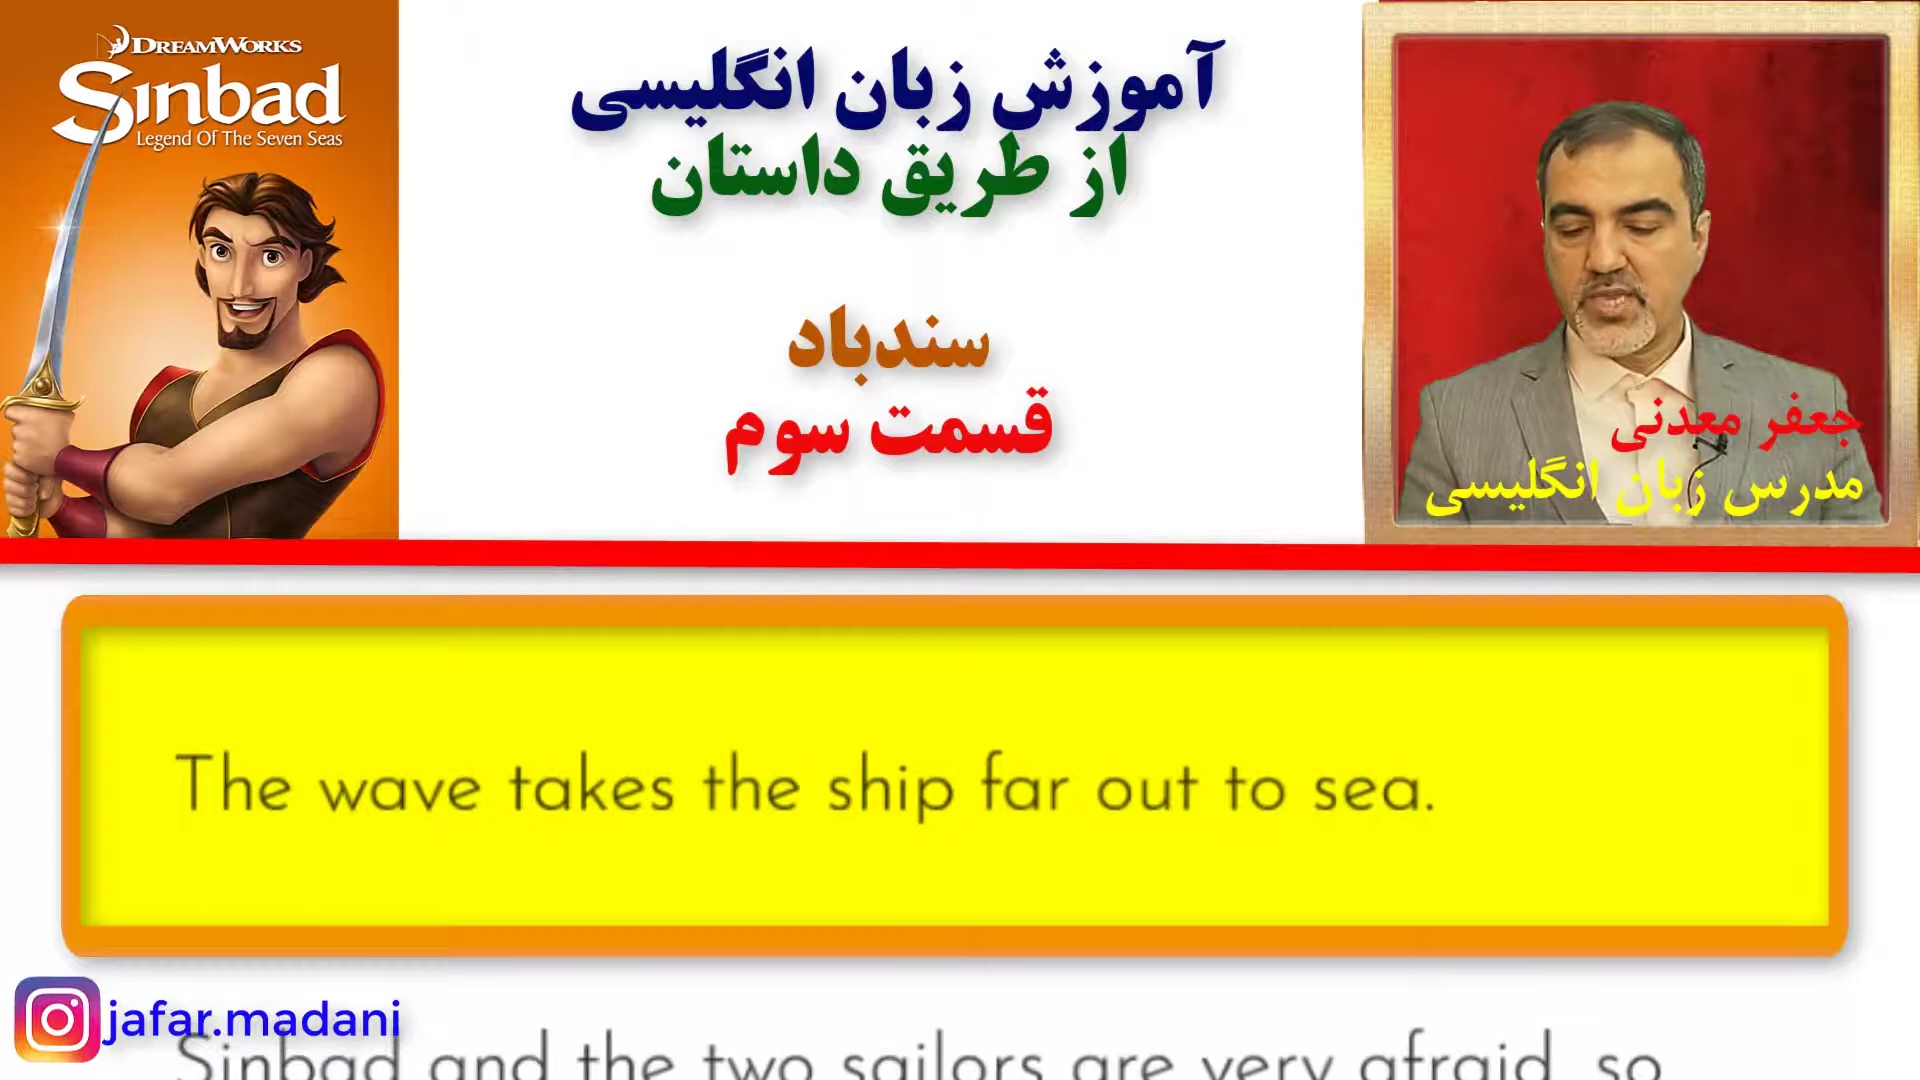 DREAMWORKS
Sinbad
Legend Of The Seven Seas
آموزش زبان انگلیسی
از طریق داستان
سندباد
قسمت سوم
جعفر معدنی
مدرس زبان انگلیسی
The wave takes the ship far out to sea.
jafar.madani
Sinbad and the two sailors are very afraid, so